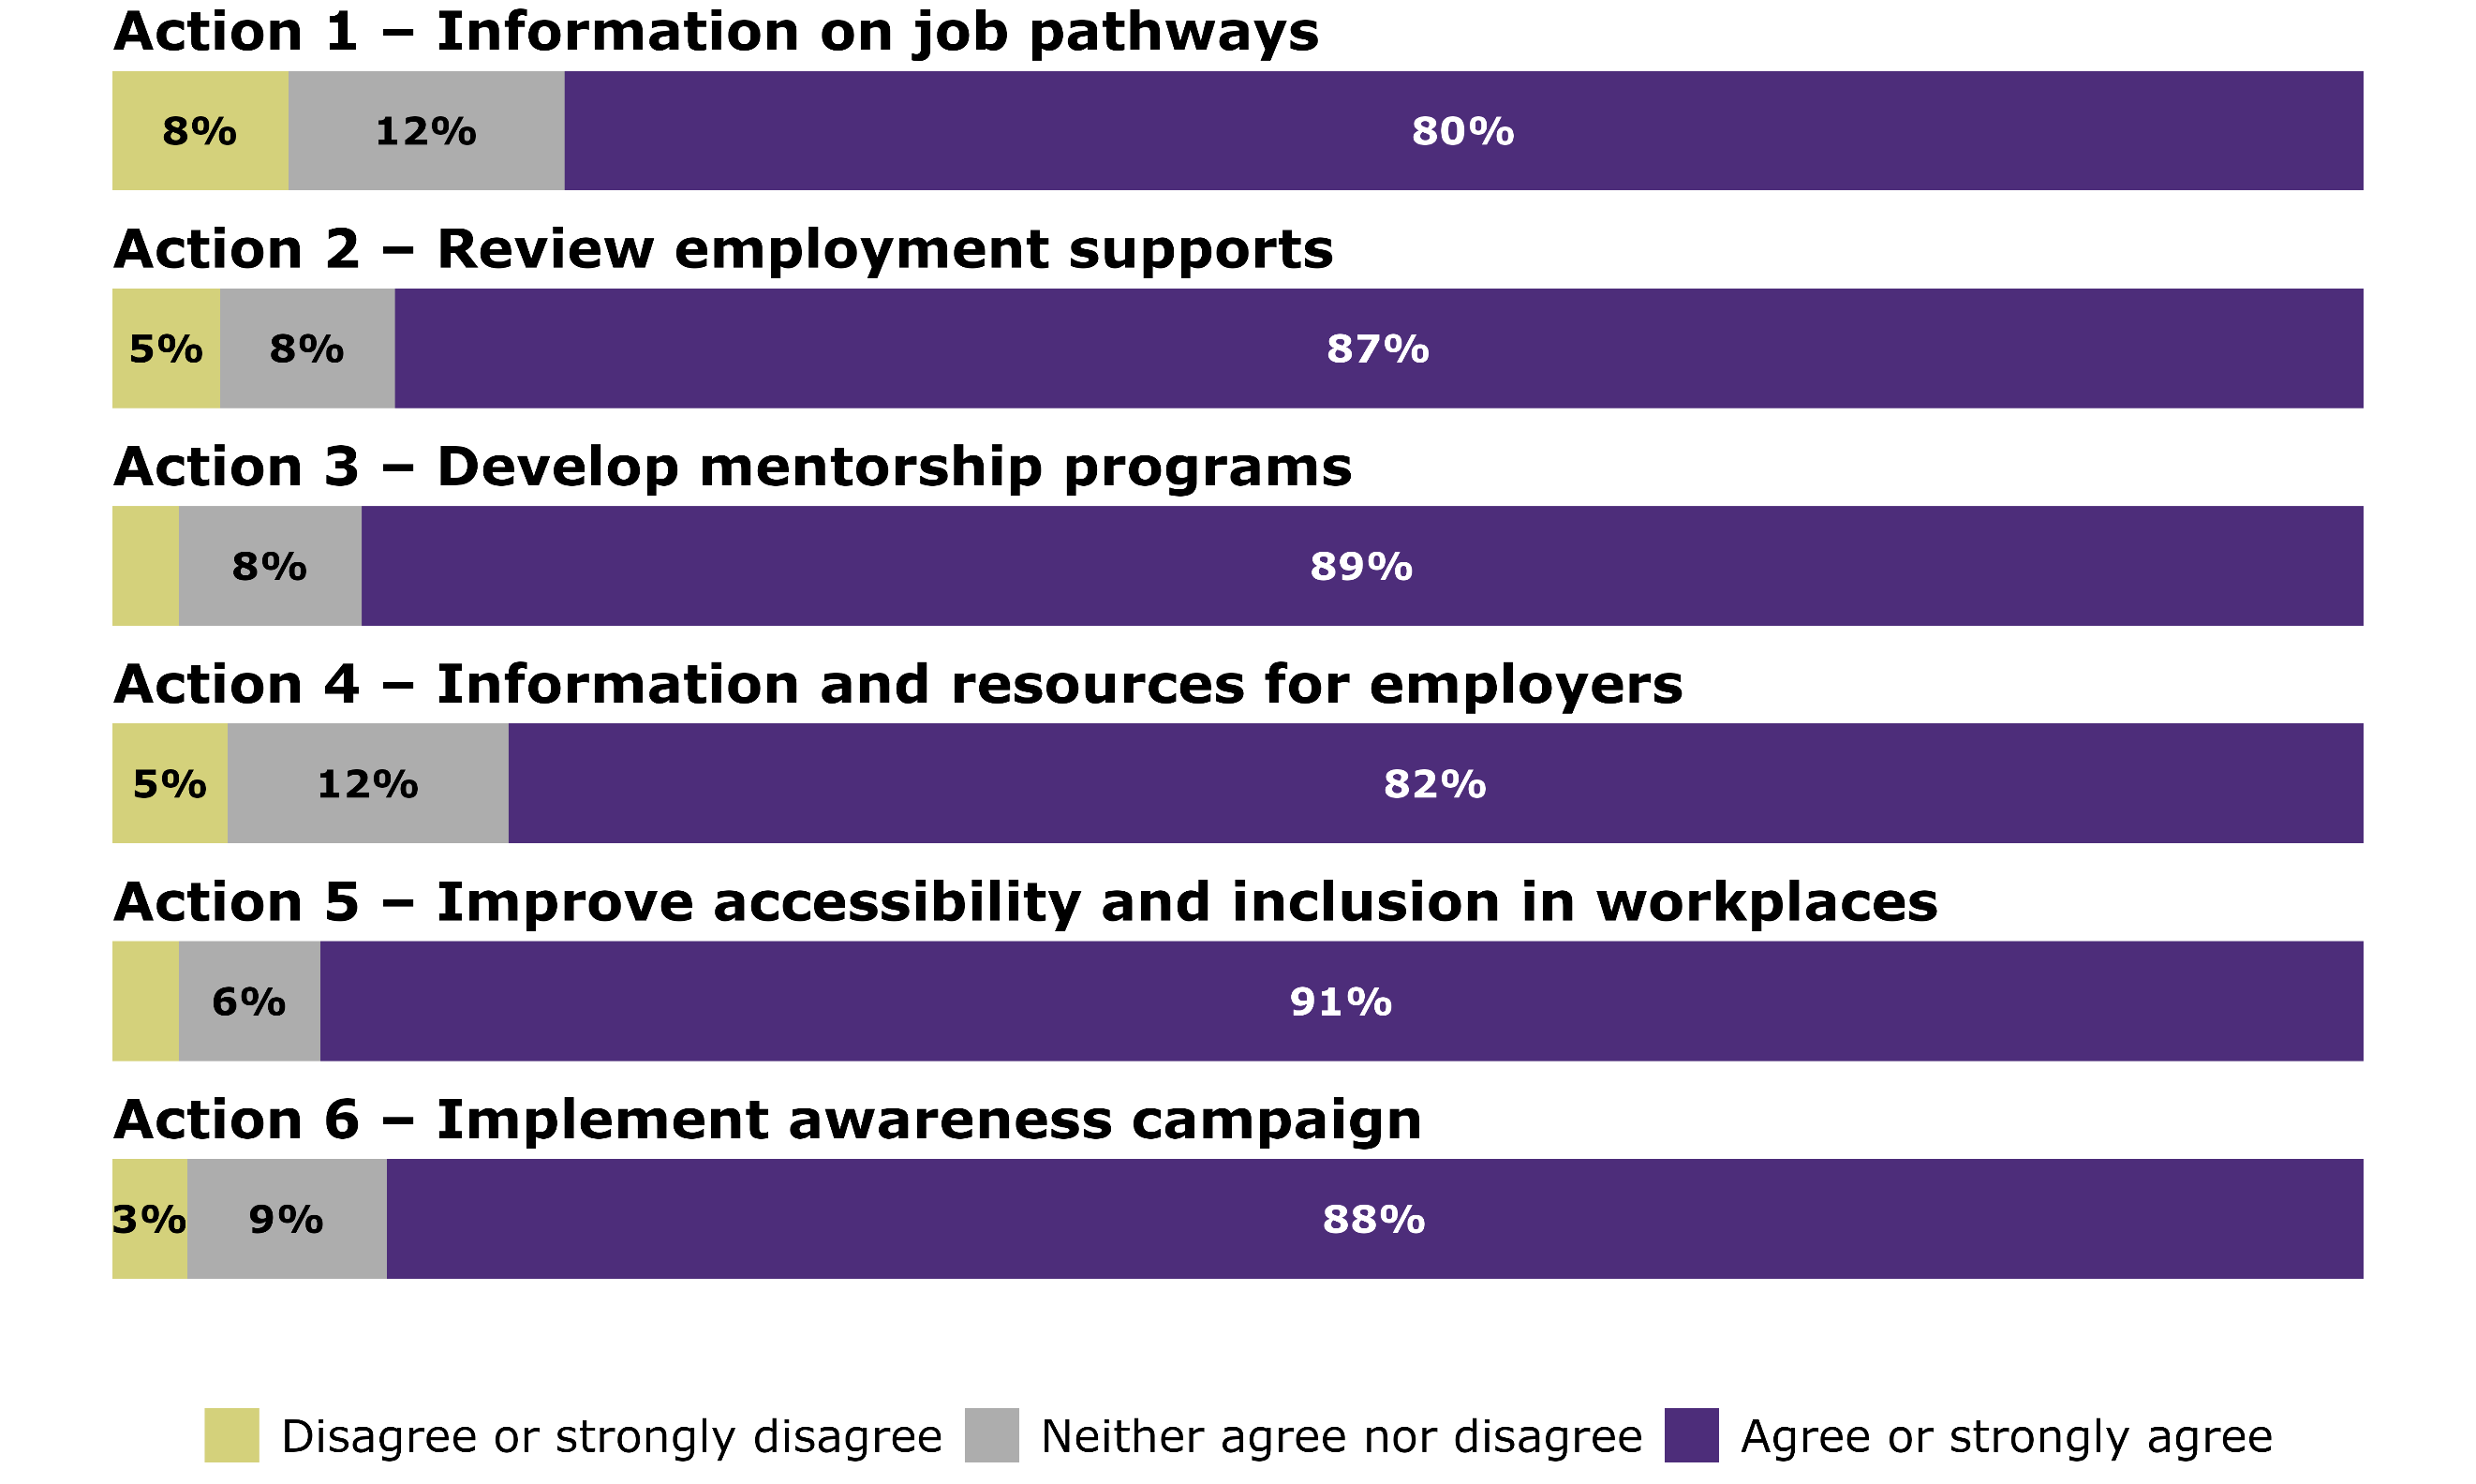 Action 1 – Information on job pathways
8% 12% 80%
Action 2 – Review employment supports
5% 8% 87%
Action 3 – Develop mentorship programs
8% 89%
Action 4 – Information and resources for employers
5% 12% 82%
Action 5 – Improve accessibility and inclusion in workplaces
6% 91%
Action 6 – Implement awareness campaign
3% 9% 88%
Disagree or strongly disagree Neither agree nor disagree Agree or strongly agree